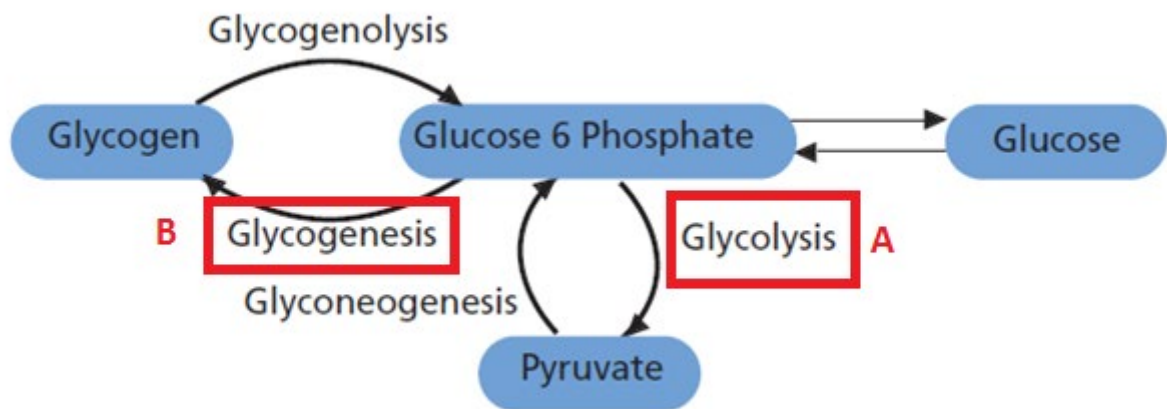 Glycogenolysis
Glycogen
Glucose 6 Phosphate
Glucose
B
Glycogenesis
Glycolysis
A
Glyconeogenesis
Pyruvate